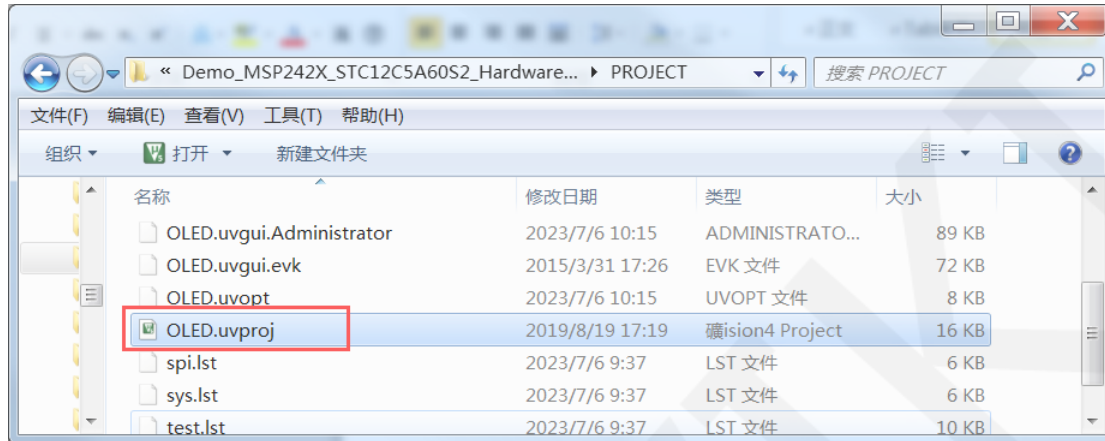 « Demo_MSP242X_STC12C5A60S2_Hardware... ▸ PROJECT 搜索 PROJECT
文件(F) 编辑(E) 查看(V) 工具(T) 帮助(H)
组织 打开 新建文件夹
名称 修改日期 类型 大小
OLED.uvgui.Administrator 2023/7/6 10:15 ADMINISTRATO... 89 KB
OLED.uvgui.evk 2015/3/31 17:26 EVK 文件 72 KB
OLED.uvopt 2023/7/6 10:15 UVOPT 文件 8 KB
OLED.uvproj 2019/8/19 17:19 礦ision4 Project 16 KB
spi.lst 2023/7/6 9:37 LST 文件 6 KB
sys.lst 2023/7/6 9:37 LST 文件 6 KB
test.lst 2023/7/6 9:37 LST 文件 10 KB